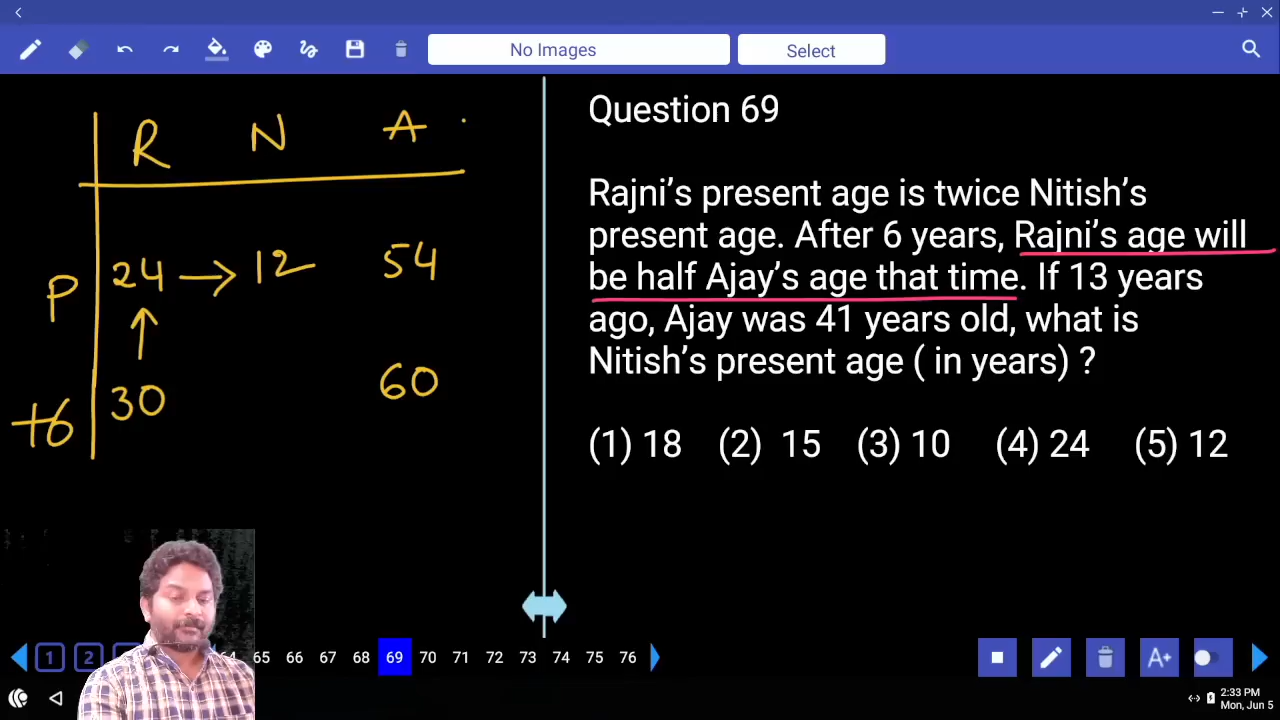 No Images
Select
R N A
P 24 → 12 54
+6 30 60
Question 69
Rajni’s present age is twice Nitish’s
present age. After 6 years, Rajni’s age will
be half Ajay’s age that time. If 13 years
ago, Ajay was 41 years old, what is
Nitish’s present age ( in years) ?
(1) 18 (2) 15 (3) 10 (4) 24 (5) 12
1 2 65 66 67 68 69 70 71 72 73 74 75 76
A+
2:33 PM
Mon, Jun 5